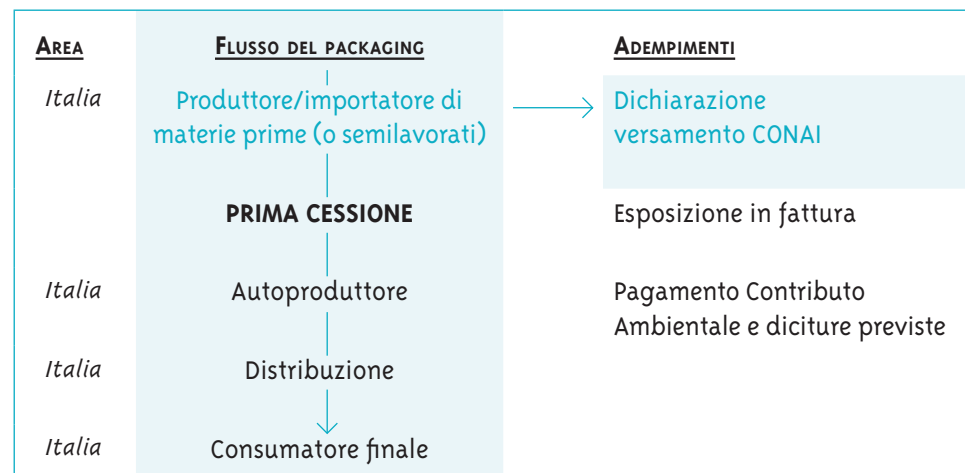 Area Flusso del packaging Adempimenti
Italia Produttore/importatore di Dichiarazione
materie prime (o semilavorati) versamento CONAI
PRIMA CESSIONE Esposizione in fattura
Italia Autoproduttore Pagamento Contributo
Ambientale e diciture previste
Italia Distribuzione
Italia Consumatore finale